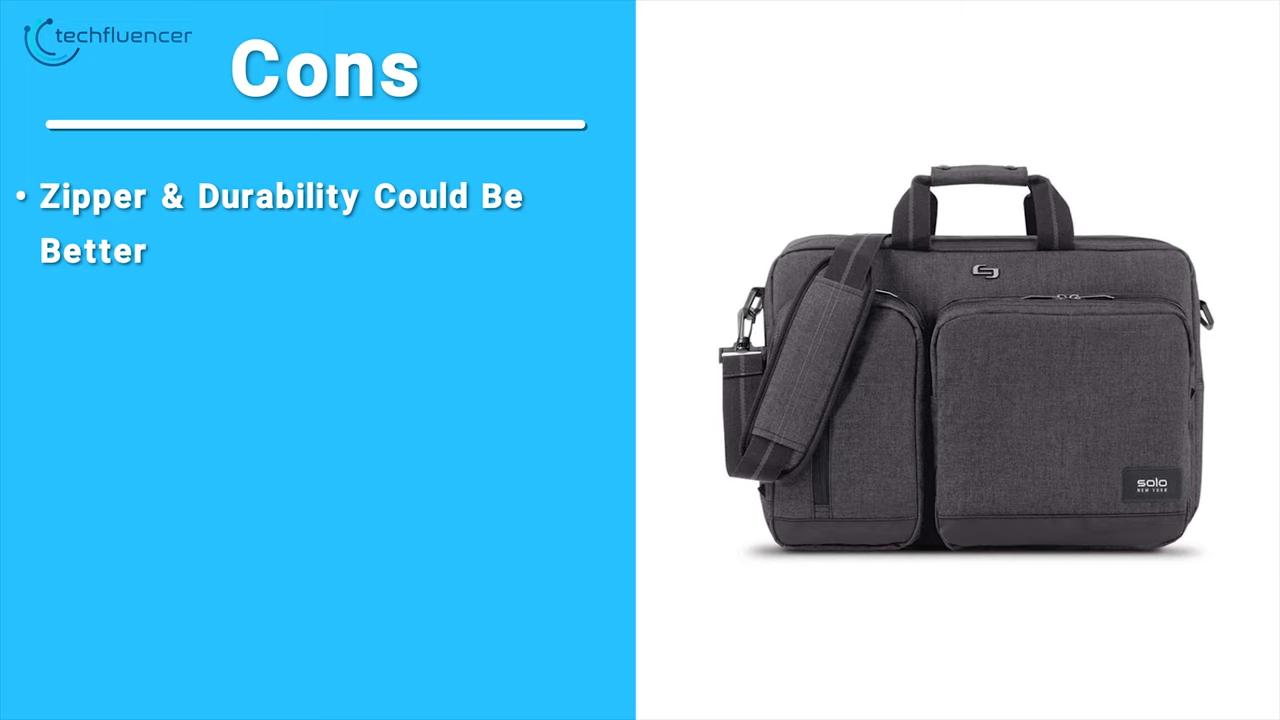 techfluencer
Cons
• Zipper & Durability Could Be
Better
solo
NEW YORK